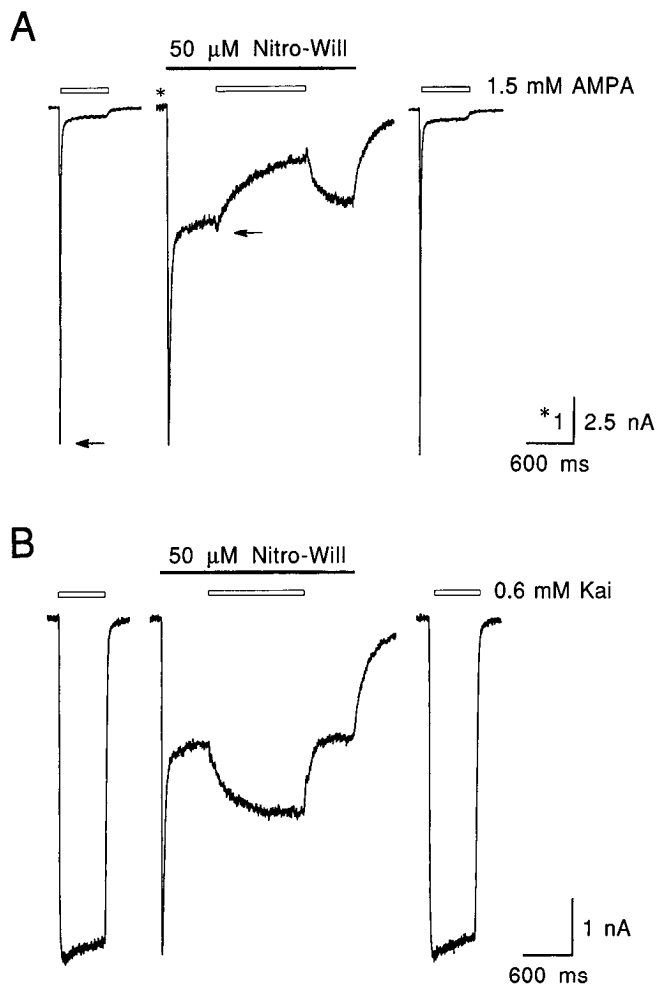 A
50 μM Nitro-Will
*
1.5 mM AMPA
*1
2.5 nA
600 ms
B
50 μM Nitro-Will
0.6 mM Kai
1 nA
600 ms